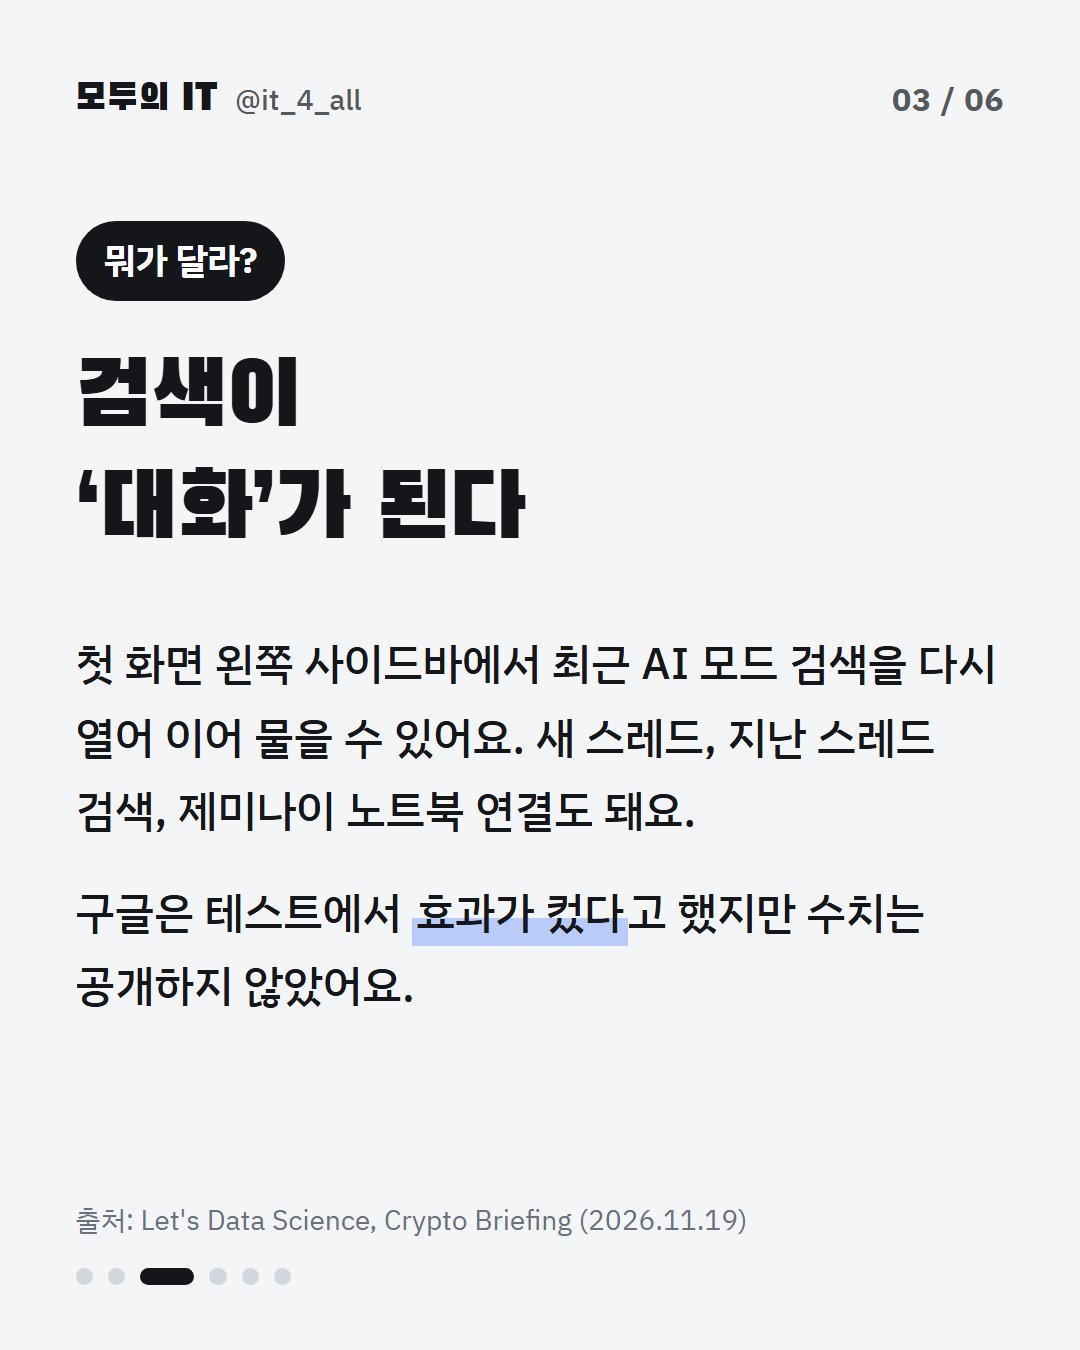 모두의 IT @it_4_all
03 / 06
뭐가 달라?
검색이
‘대화’가 된다
첫 화면 왼쪽 사이드바에서 최근 AI 모드 검색을 다시
열어 이어 물을 수 있어요. 새 스레드, 지난 스레드
검색, 제미나이 노트북 연결도 돼요.
구글은 테스트에서 효과가 컸다고 했지만 수치는
공개하지 않았어요.
출처: Let's Data Science, Crypto Briefing (2026.11.19)